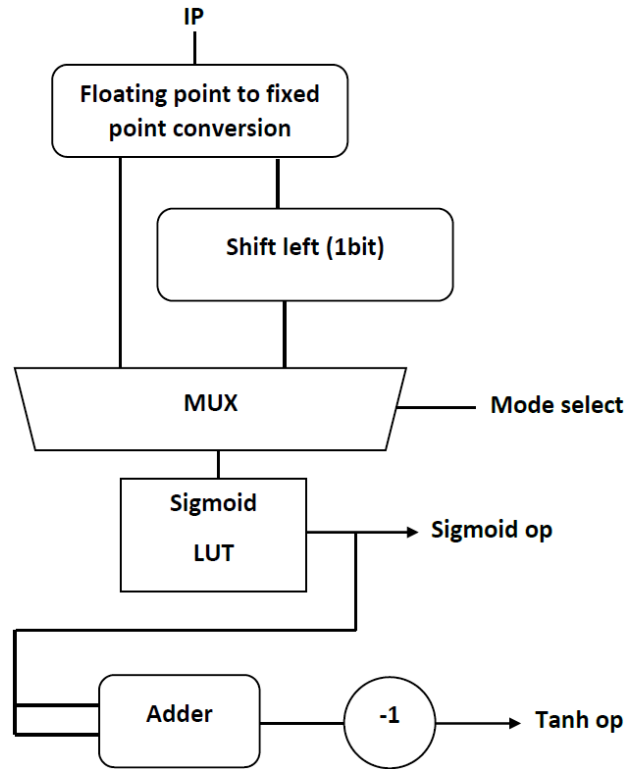 IP
Floating point to fixed
point conversion
Shift left (1bit)
MUX
Mode select
Sigmoid
LUT
Sigmoid op
Adder
-1
Tanh op